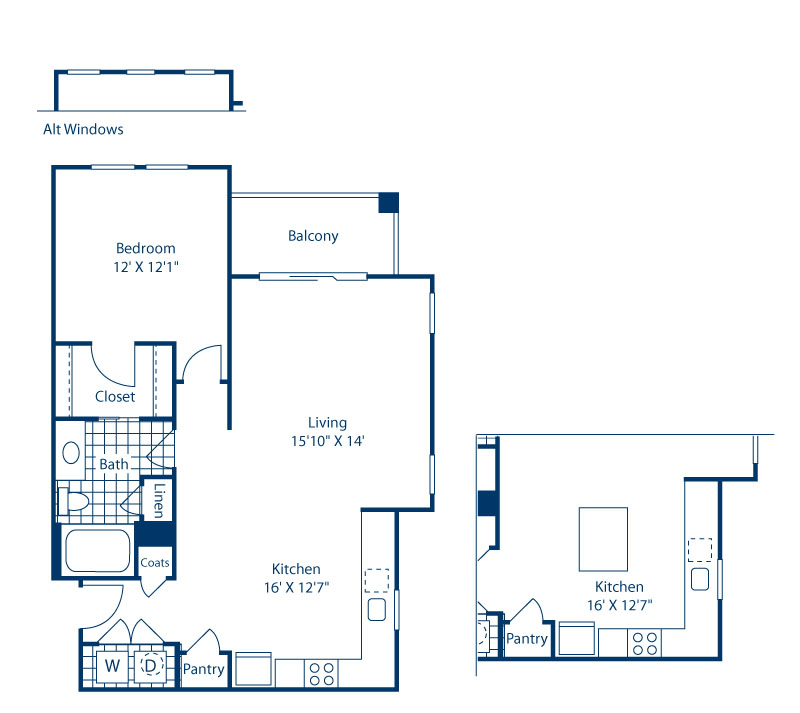 Alt Windows
Bedroom
12' X 12'1"
Balcony
Closet
Living
15'10" X 14'
Bath
Linen
Coats
Kitchen
16' X 12'7"
W
D
Pantry
Kitchen
16' X 12'7"
Pantry